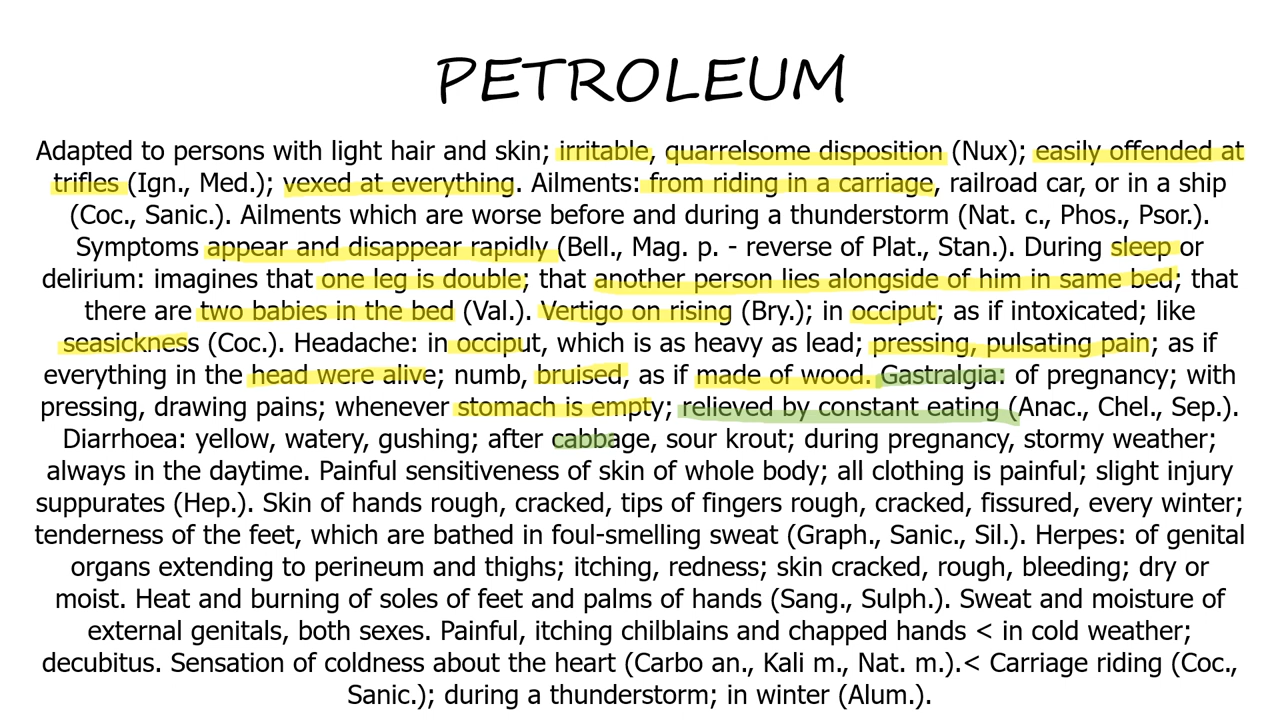 PETROLEUM
Adapted to persons with light hair and skin; irritable, quarrelsome disposition (Nux); easily offended at
trifles (Ign., Med.); vexed at everything. Ailments: from riding in a carriage, railroad car, or in a ship
(Coc., Sanic.). Ailments which are worse before and during a thunderstorm (Nat. c., Phos., Psor.).
Symptoms appear and disappear rapidly (Bell., Mag. p. - reverse of Plat., Stan.). During sleep or
delirium: imagines that one leg is double; that another person lies alongside of him in same bed; that
there are two babies in the bed (Val.). Vertigo on rising (Bry.); in occiput; as if intoxicated; like
seasickness (Coc.). Headache: in occiput, which is as heavy as lead; pressing, pulsating pain; as if
everything in the head were alive; numb, bruised, as if made of wood. Gastralgia: of pregnancy; with
pressing, drawing pains; whenever stomach is empty; relieved by constant eating (Anac., Chel., Sep.).
Diarrhoea: yellow, watery, gushing; after cabbage, sour krout; during pregnancy, stormy weather;
always in the daytime. Painful sensitiveness of skin of whole body; all clothing is painful; slight injury
suppurates (Hep.). Skin of hands rough, cracked, tips of fingers rough, cracked, fissured, every winter;
tenderness of the feet, which are bathed in foul-smelling sweat (Graph., Sanic., Sil.). Herpes: of genital
organs extending to perineum and thighs; itching, redness; skin cracked, rough, bleeding; dry or
moist. Heat and burning of soles of feet and palms of hands (Sang., Sulph.). Sweat and moisture of
external genitals, both sexes. Painful, itching chilblains and chapped hands < in cold weather;
decubitus. Sensation of coldness about the heart (Carbo an., Kali m., Nat. m.).< Carriage riding (Coc.,
Sanic.); during a thunderstorm; in winter (Alum.).